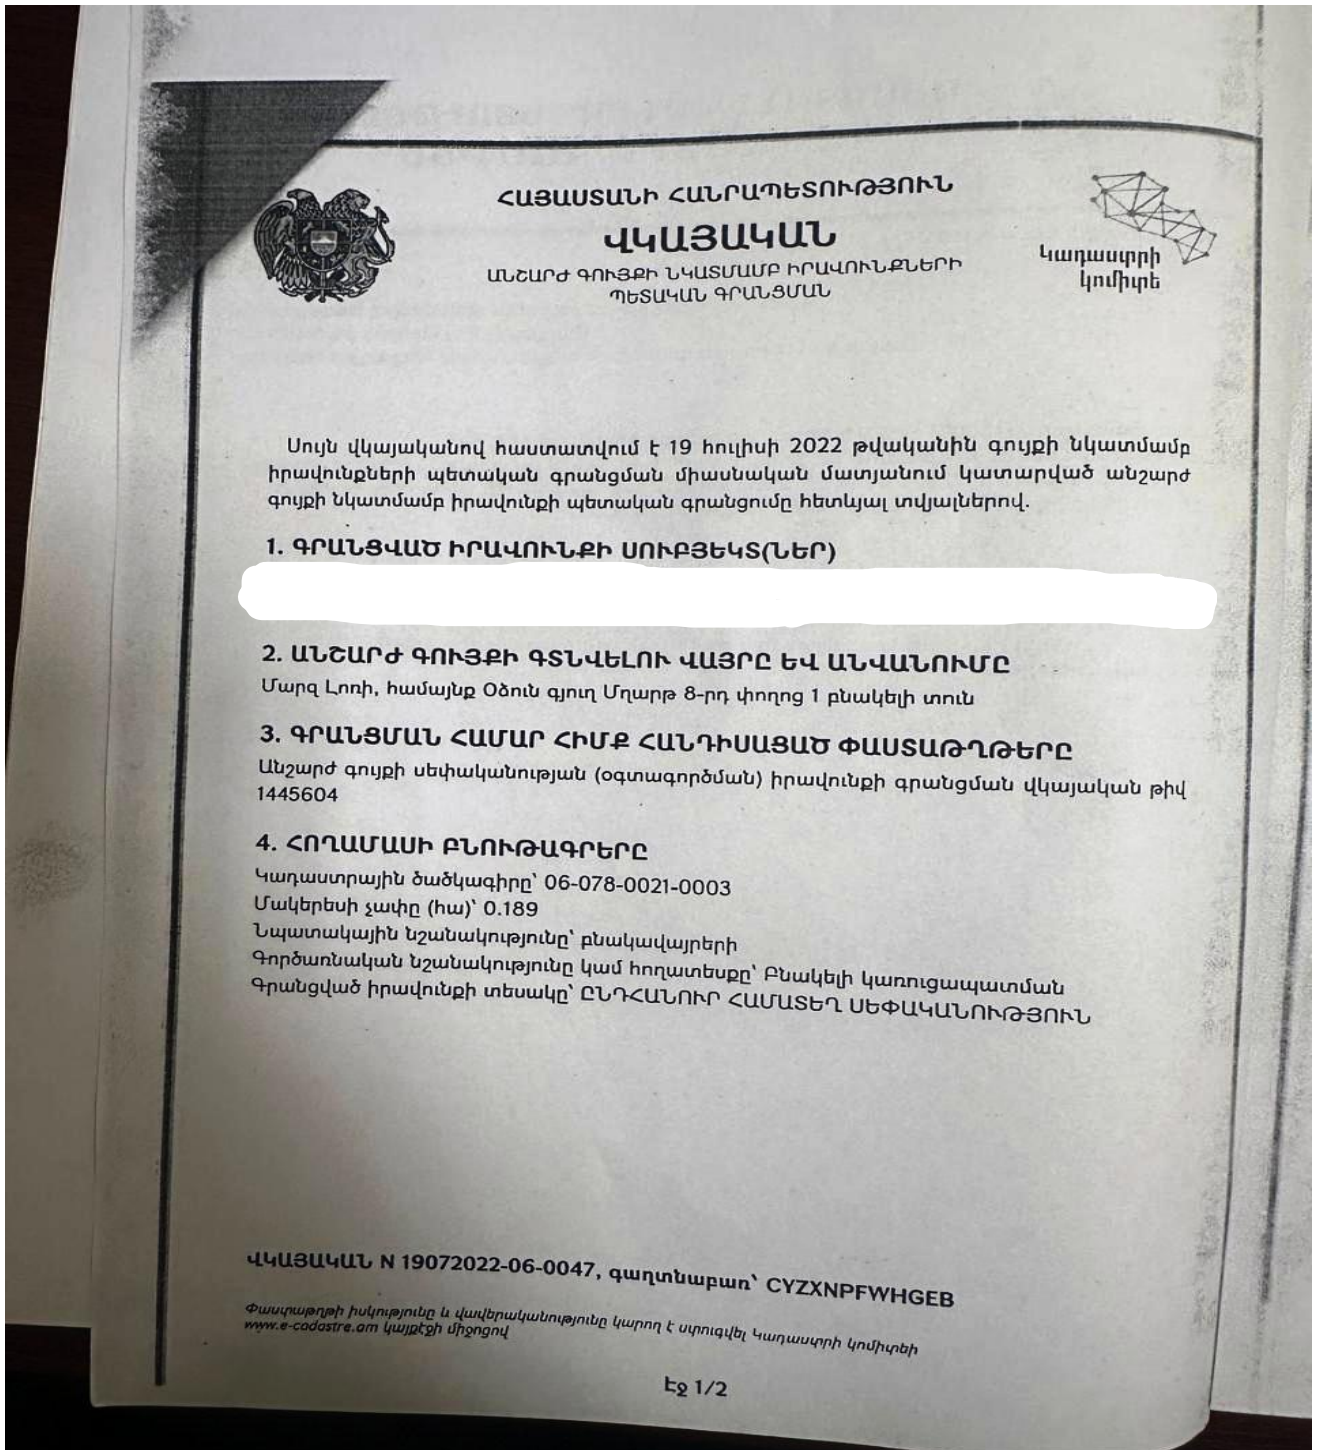 ՀԱՅԱՍՏԱՆԻ ՀԱՆՐԱՊԵՏՈՒԹՅՈՒՆ
ՎԿԱՅԱԿԱՆ
ԱՆՇԱՐԺ ԳՈՒՅՔԻ ՆԿԱՏՄԱՄԲ ԻՐԱՎՈՒՆՔՆԵՐԻ
ՊԵՏԱԿԱՆ ԳՐԱՆՑՄԱՆ
Կադաստրի
կոմիտե
Սույն վկայականով հաստատվում է 19 հուլիսի 2022 թվականին գույքի նկատմամբ
իրավունքների պետական գրանցման միասնական մատյանում կատարված անշարժ
գույքի նկատմամբ իրավունքի պետական գրանցումը հետևյալ տվյալներով.
1. ԳՐԱՆՑՎԱԾ ԻՐԱՎՈՒՆՔԻ ՍՈՒԲՅԵԿՏ(ՆԵՐ)
2. ԱՆՇԱՐԺ ԳՈՒՅՔԻ ԳՏՆՎԵԼՈՒ ՎԱՅՐԸ ԵՎ ԱՆՎԱՆՈՒՄԸ
Մարզ Լոռի, համայնք Օձուն գյուղ Մղարթ 8-րդ փողոց 1 բնակելի տուն
3. ԳՐԱՆՑՄԱՆ ՀԱՄԱՐ ՀԻՄՔ ՀԱՆԴԻՍԱՑԱԾ ՓԱՍՏԱԹՂԹԵՐԸ
Անշարժ գույքի սեփականության (օգտագործման) իրավունքի գրանցման վկայական թիվ
1445604
4. ՀՈՂԱՄԱՍԻ ԲՆՈՒԹԱԳՐԵՐԸ
Կադաստրային ծածկագիրը՝ 06-078-0021-0003
Մակերեսի չափը (հա)՝ 0.189
Նպատակային նշանակությունը՝ բնակավայրերի
Գործառնական նշանակությունը կամ հողատեսքը՝ Բնակելի կառուցապատման
Գրանցված իրավունքի տեսակը՝ ԸՆԴՀԱՆՈՒՐ ՀԱՄԱՏԵՂ ՍԵՓԱԿԱՆՈՒԹՅՈՒՆ
ՎԿԱՅԱԿԱՆ N 19072022-06-0047, գաղտնաբառ՝ CYZXNPFWHGEB
Փաստաթղթի իսկությունը և վավերականությունը կարող է ստուգվել Կադաստրի կոմիտեի
www.e-cadastre.am կայքէջի միջոցով
Էջ 1/2